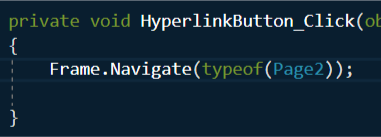 private void HyperlinkButton_Click(ob
{
Frame.Navigate(typeof(Page2));
}